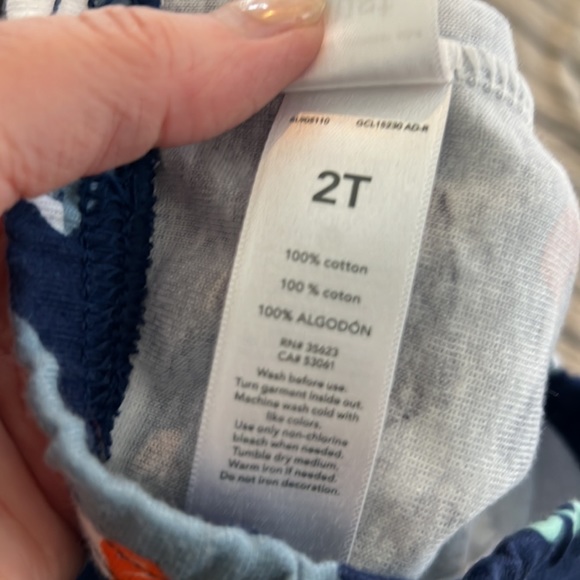 GCL15230 AD-R
2T
100% cotton
100 % coton
100% ALGODÓN
RN# 35623
CA# 53061
Wash before use.
Turn garment inside out.
Machine wash cold with
like colors.
Use only non-chlorine
bleach when needed.
Tumble dry medium.
Warm iron if needed.
Do not iron decoration.